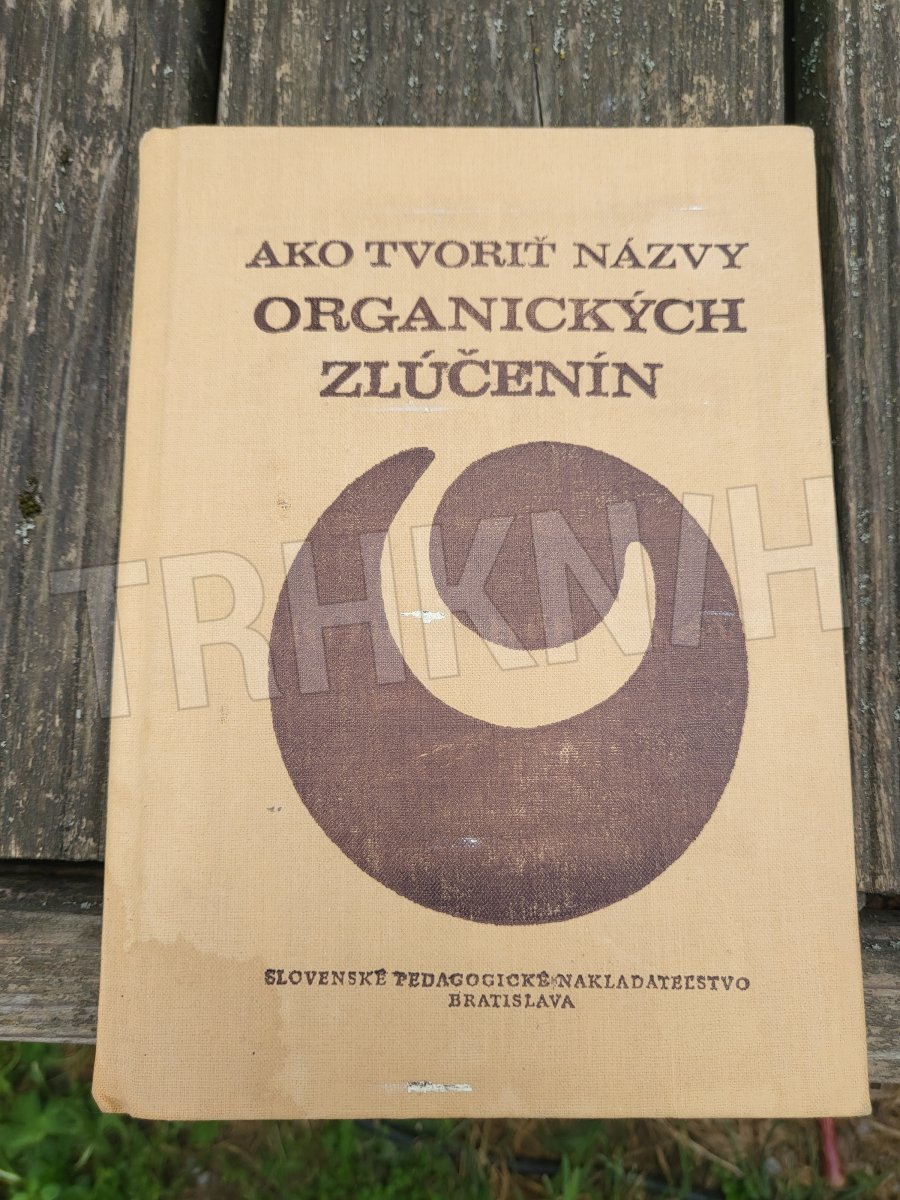 AKO TVORIŤ NÁZVY
ORGANICKÝCH
ZLÚČENÍN
TRHKNIH
SLOVENSKÉ PEDAGOGICKÉ NAKLADATEĽSTVO
BRATISLAVA